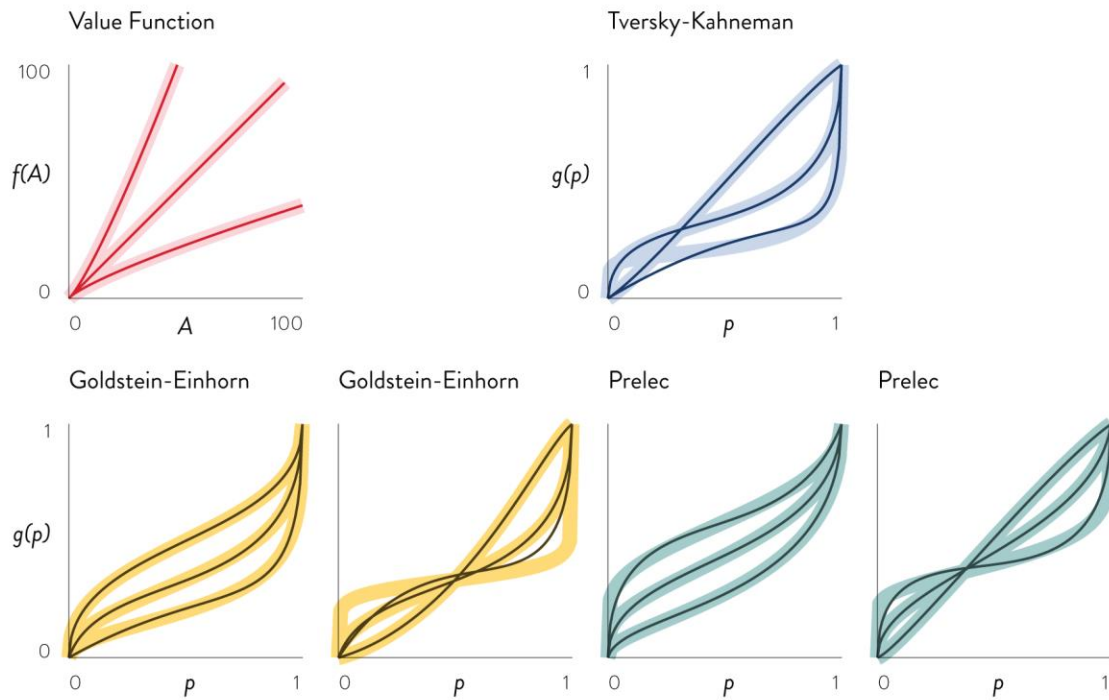 Value Function
Tversky-Kahneman
100
f(A)
0
0
A
100
1
g(p)
0
0
p
1
Goldstein-Einhorn
Goldstein-Einhorn
Prelec
Prelec
1
g(p)
0
0
p
1
0
p
1
0
p
1
0
p
1